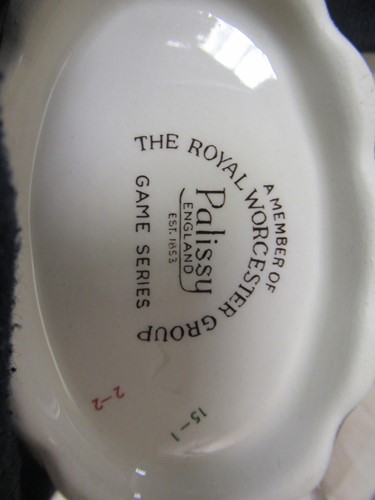 A MEMBER OF
THE ROYAL WORCESTER GROUP
Palissy
ENGLAND
EST. 1853
GAME SERIES
2-2
15-1